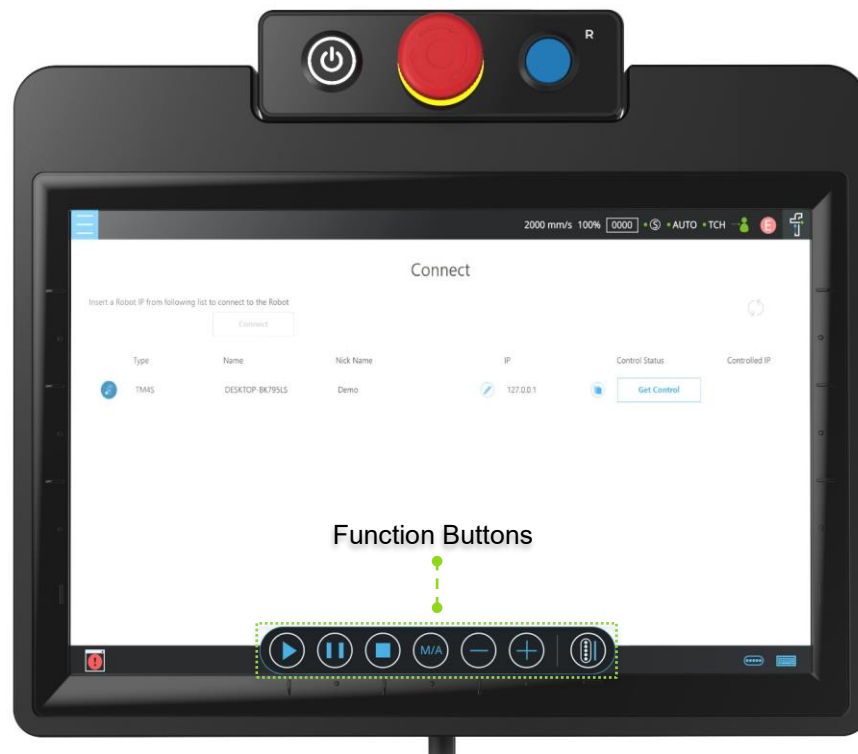 R
2000 mm/s 100% 0000 S AUTO TCH E
Connect
Insert a Robot IP from following list to connect to the Robot
Connect
Type Name Nick Name IP Control Status Controlled IP
TM4S DESKTOP-BK795LS Demo 127.0.0.1 Get Control
Function Buttons
M/A